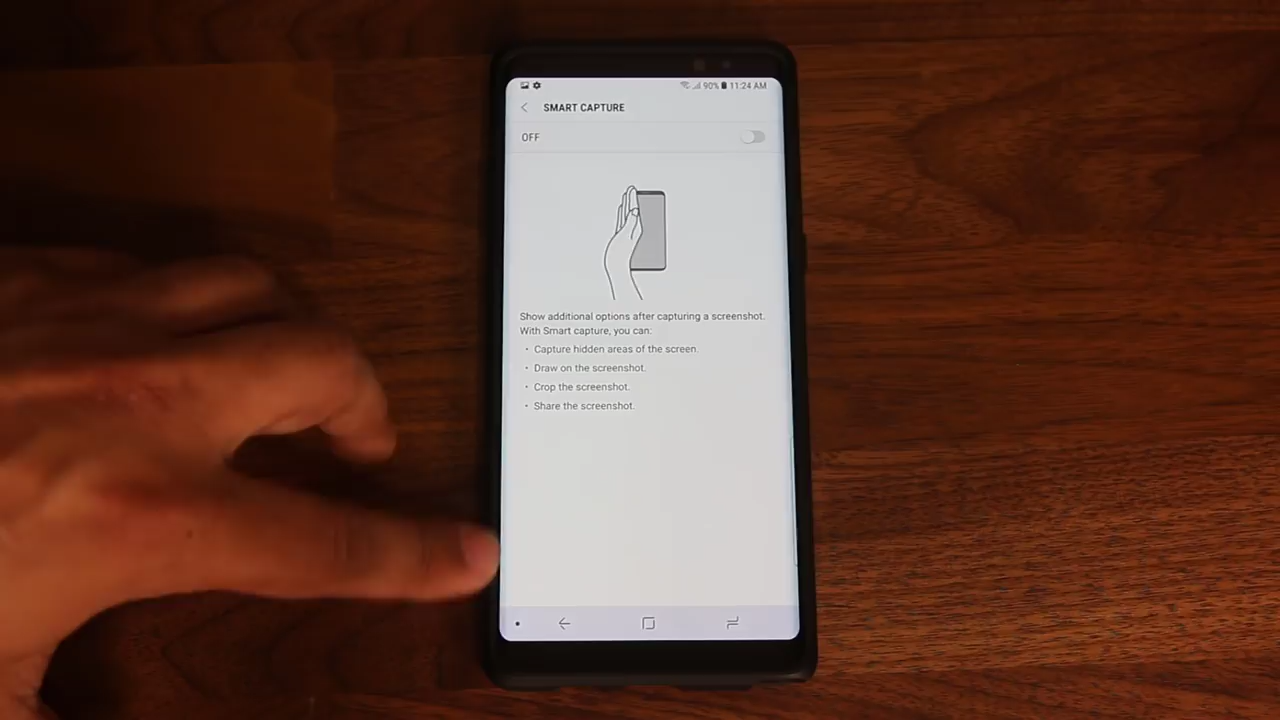 90% 11:24 AM
SMART CAPTURE
OFF
Show additional options after capturing a screenshot.
With Smart capture, you can:
• Capture hidden areas of the screen.
• Draw on the screenshot.
• Crop the screenshot.
• Share the screenshot.